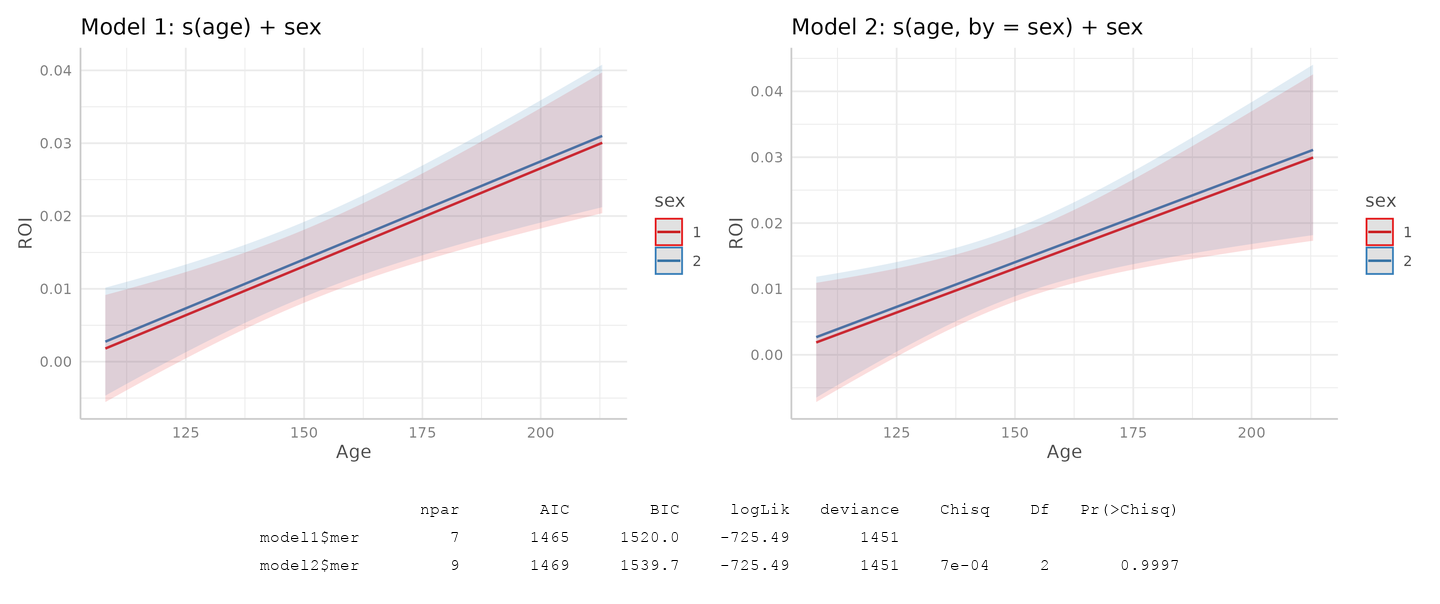 Model 1: s(age) + sex
0.04
0.03
0.02
0.01
0.00
ROI
125 150 175 200
Age
sex
1
2
Model 2: s(age, by = sex) + sex
0.04
0.03
0.02
0.01
0.00
ROI
125 150 175 200
Age
sex
1
2
npar AIC BIC logLik deviance Chisq Df Pr(>Chisq)
model1$mer 7 1465 1520.0 -725.49 1451
model2$mer 9 1469 1539.7 -725.49 1451 7e-04 2 0.9997